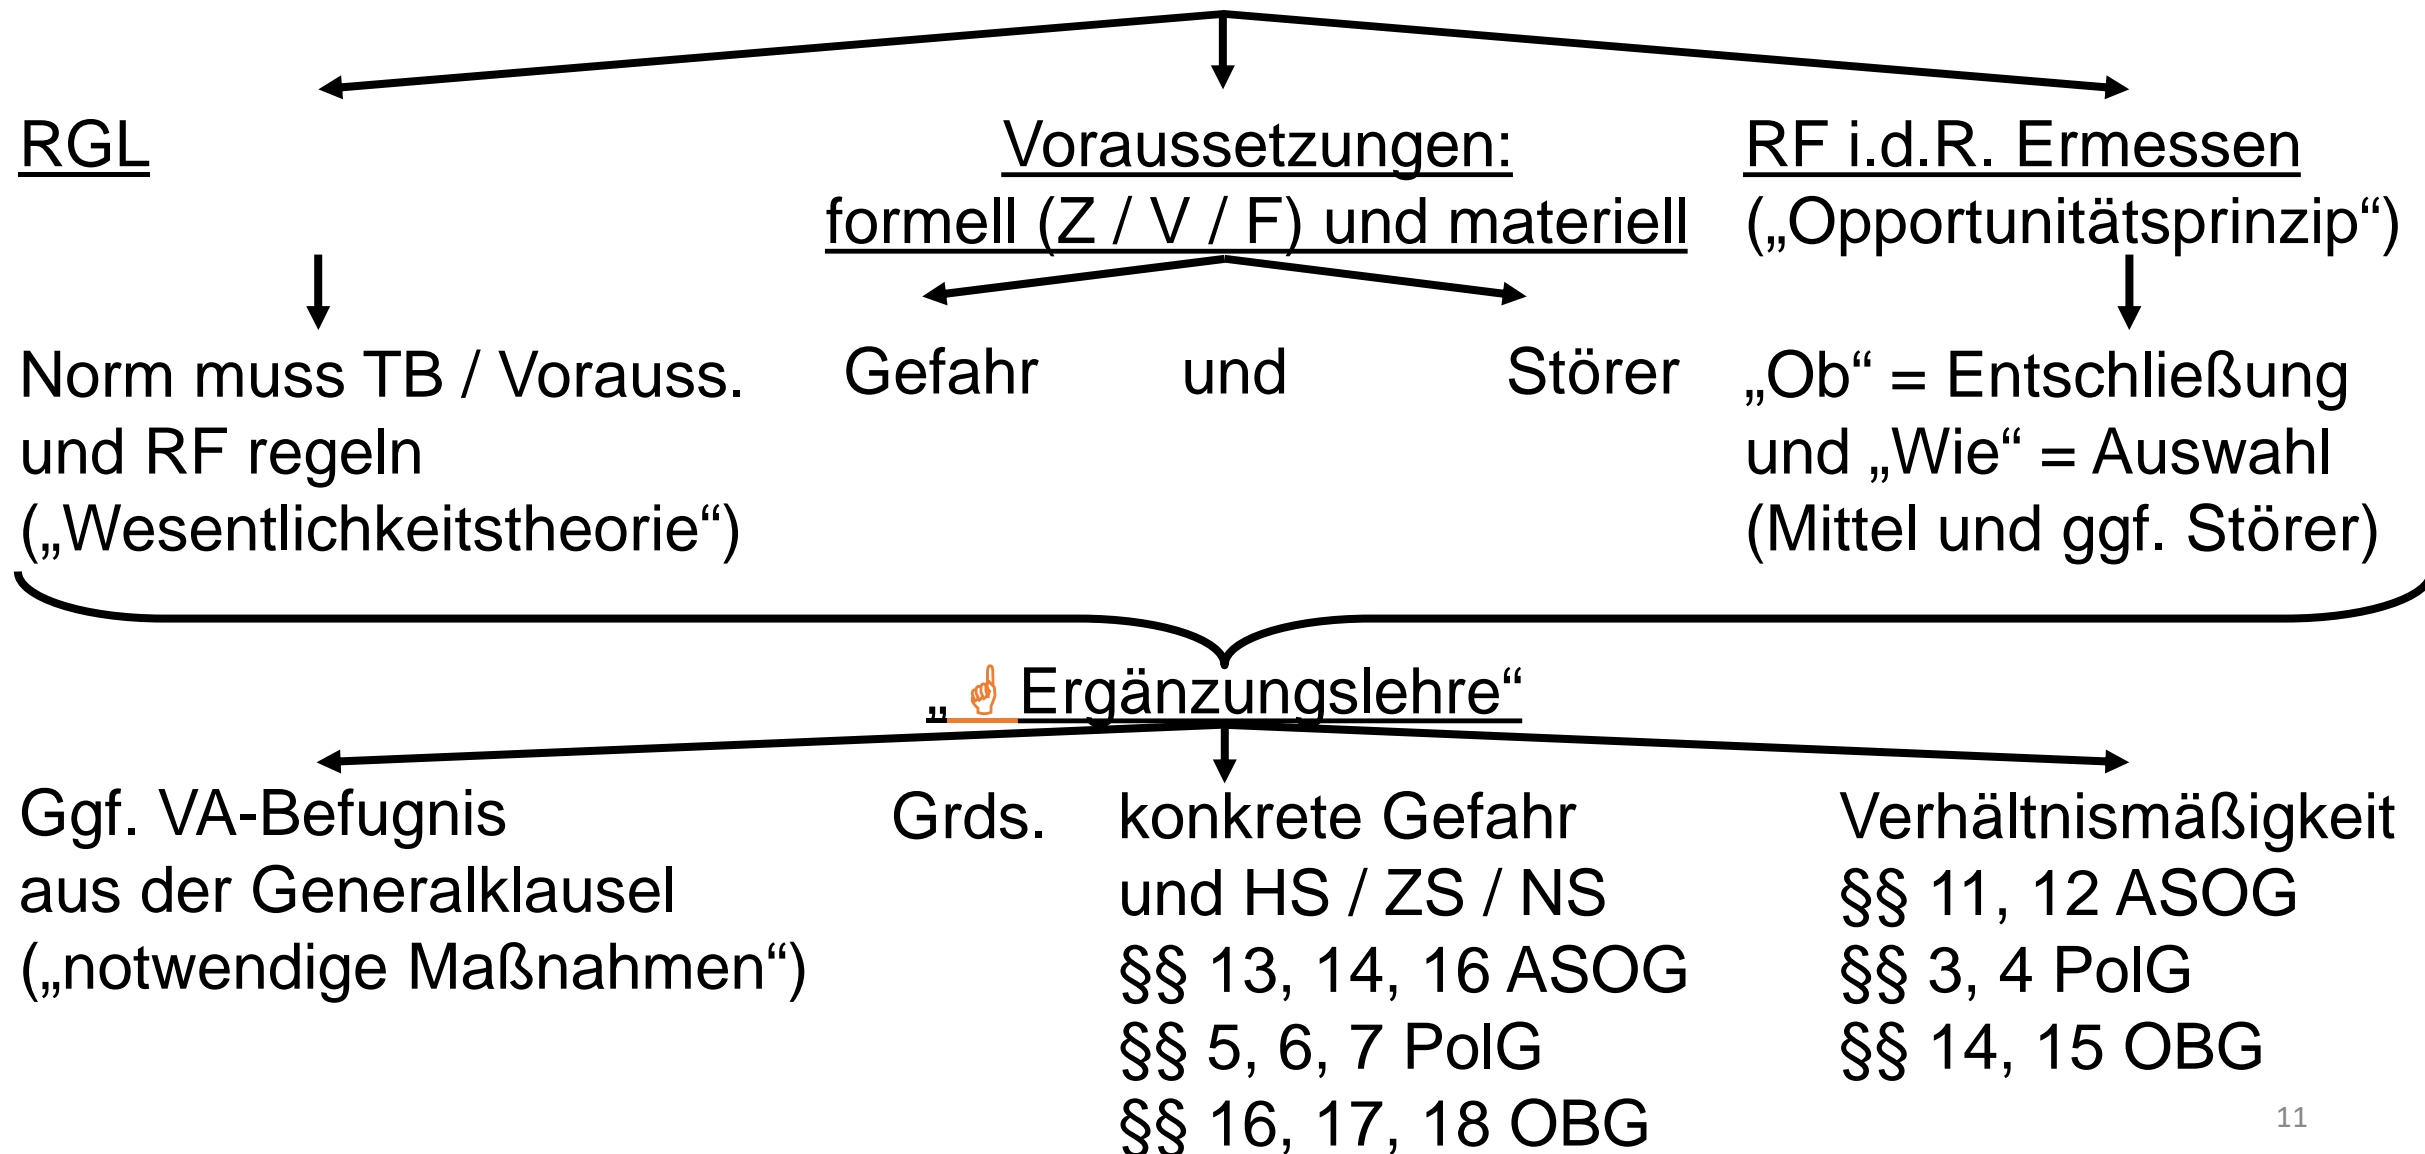 RGL
Voraussetzungen:
formell (Z / V / F) und materiell
RF i.d.R. Ermessen
(„Opportunitätsprinzip“)
Norm muss TB / Vorauss.
und RF regeln
(„Wesentlichkeitstheorie“)
Gefahr und Störer
„Ob“ = Entschließung
und „Wie“ = Auswahl
(Mittel und ggf. Störer)
„☝Ergänzungslehre“
Ggf. VA-Befugnis
aus der Generalklausel
(„notwendige Maßnahmen“)
Grds. konkrete Gefahr
und HS / ZS / NS
§§ 13, 14, 16 ASOG
§§ 5, 6, 7 PolG
§§ 16, 17, 18 OBG
Verhältnismäßigkeit
§§ 11, 12 ASOG
§§ 3, 4 PolG
§§ 14, 15 OBG
11